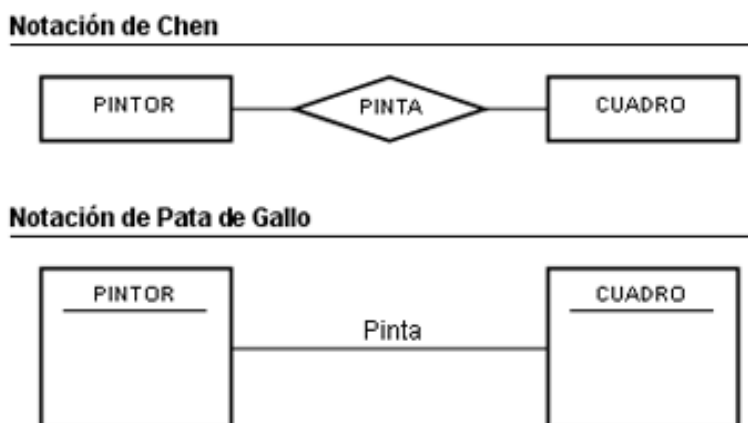 Notación de Chen
PINTOR PINTA CUADRO
Notación de Pata de Gallo
PINTOR CUADRO
Pinta